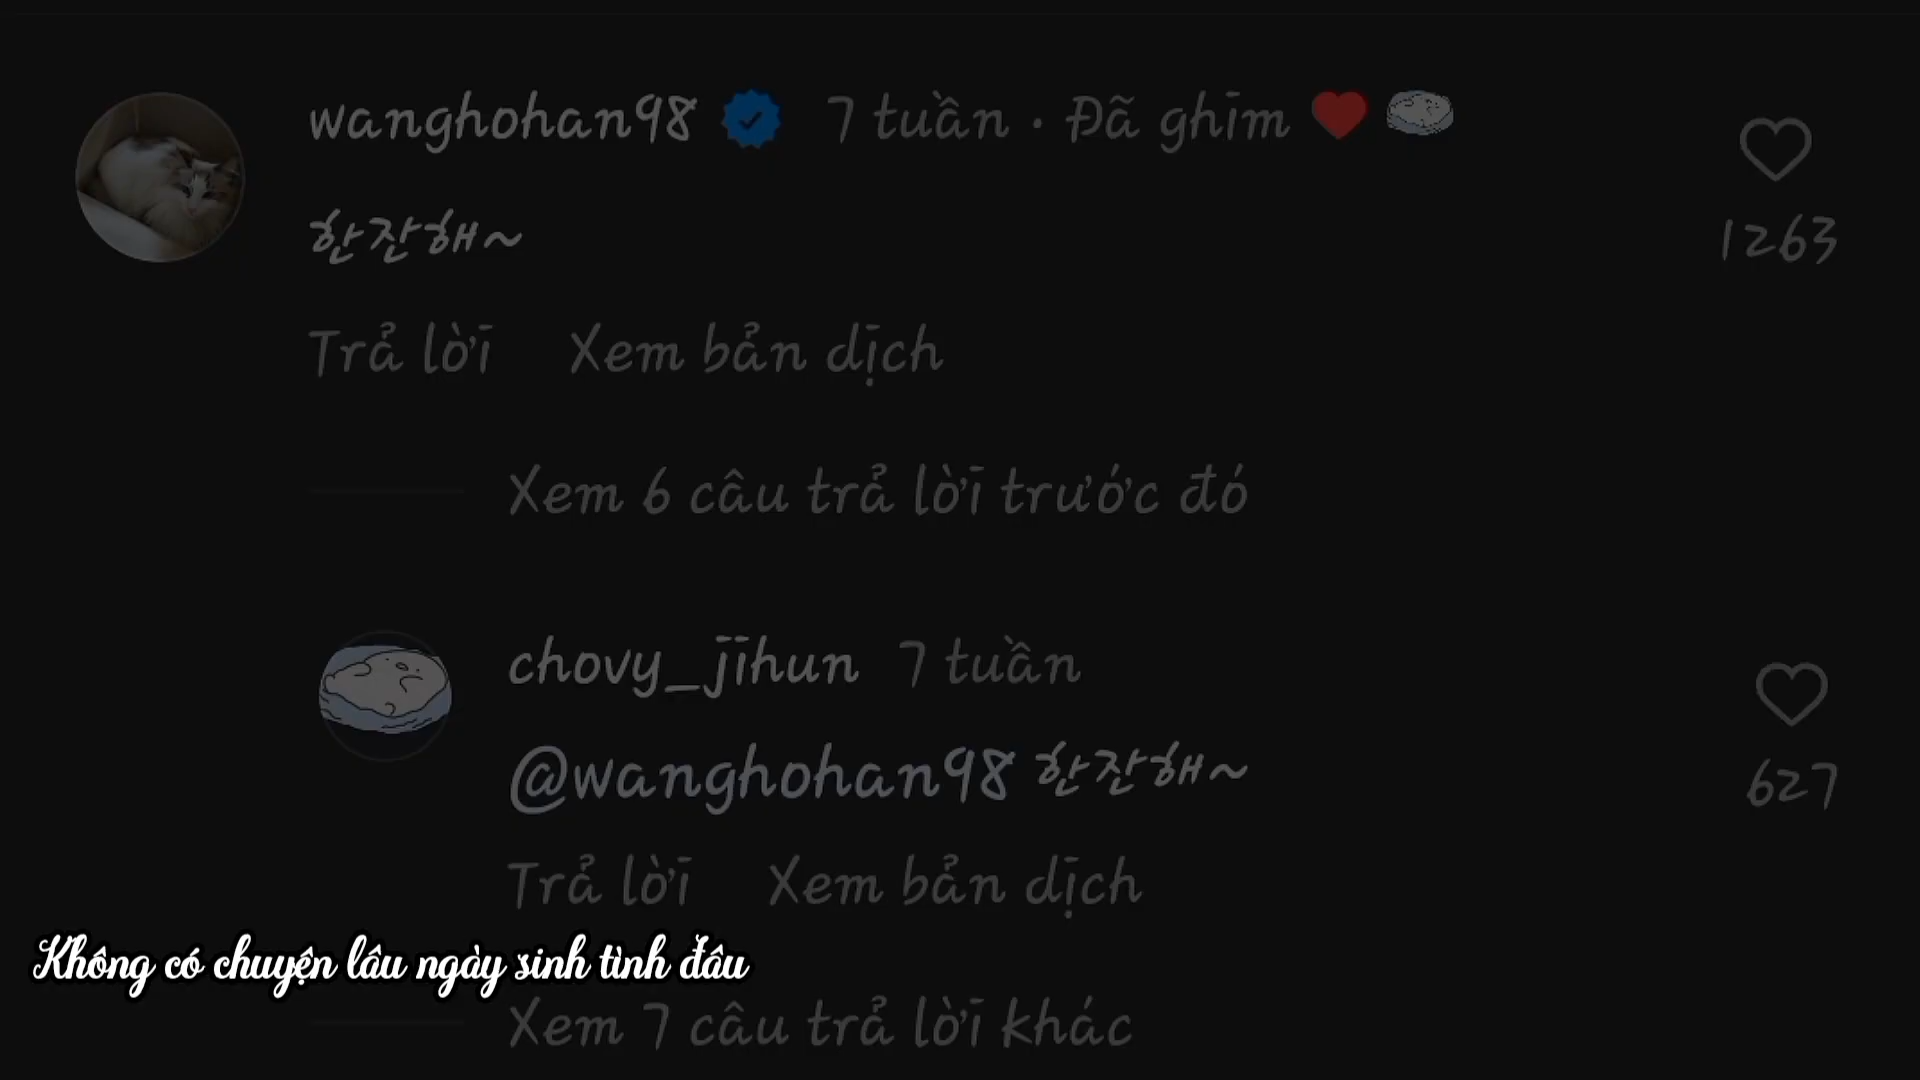 wanghohan98 7 tuần · Đã ghim
한잔해~
1263
Trả lời Xem bản dịch
Xem 6 câu trả lời trước đó
chovy_jihun 7 tuần
@wanghohan98 한잔해~
627
Trả lời Xem bản dịch
Không có chuyện lâu ngày sinh tình đâu
Xem 7 câu trả lời khác